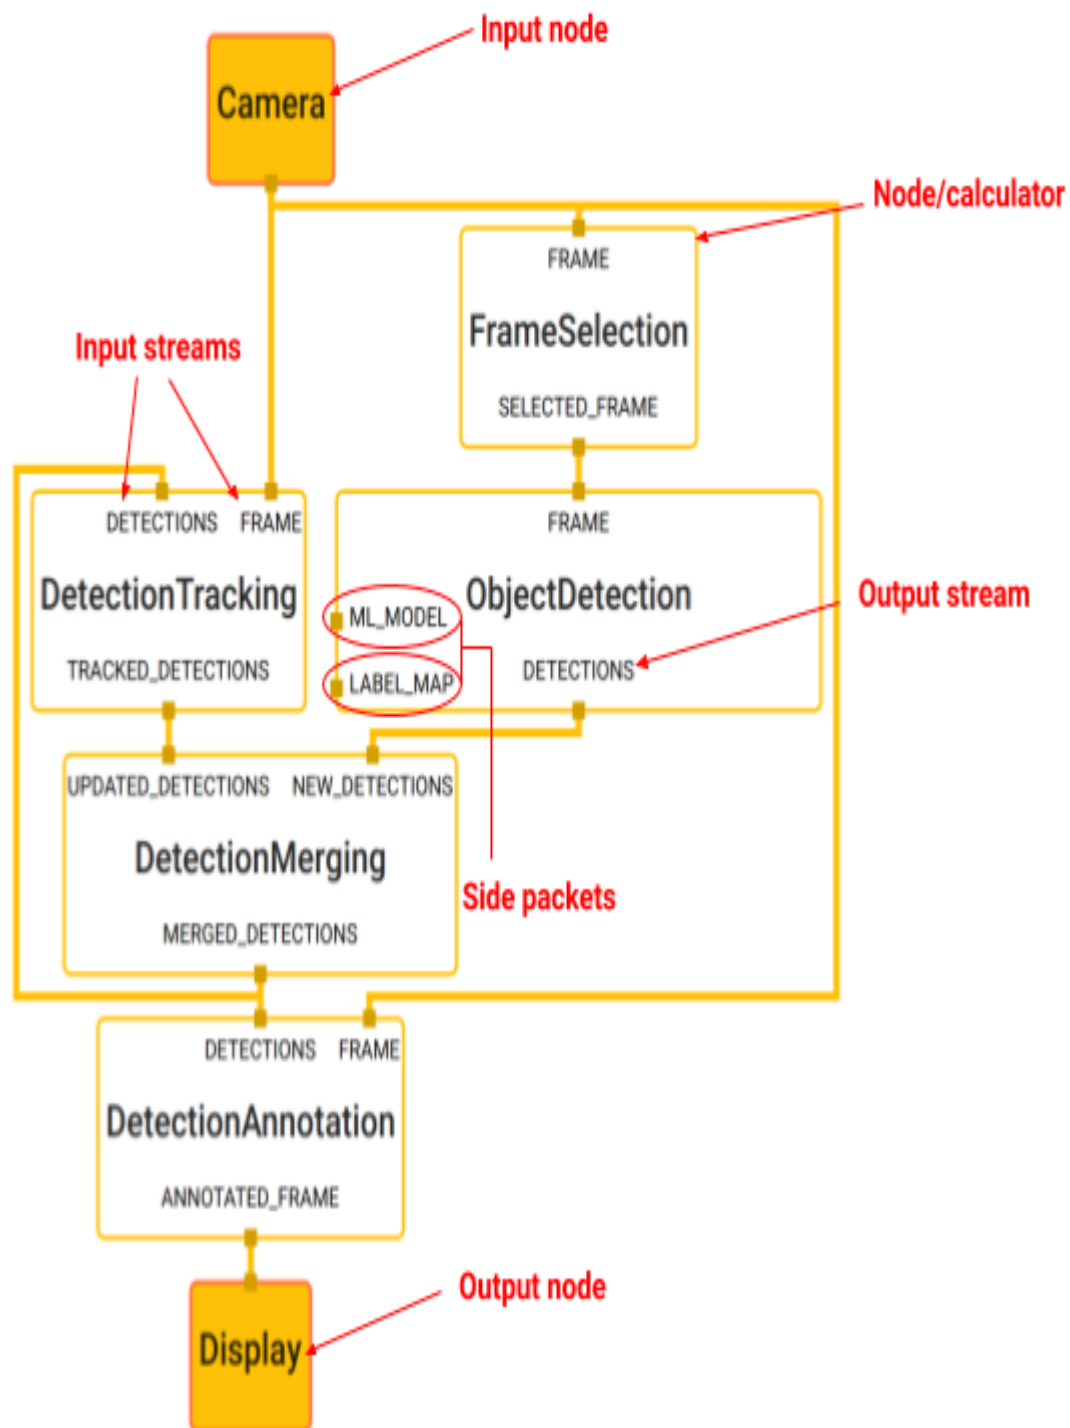 Input node
Camera
Node/calculator
FRAME
FrameSelection
SELECTED_FRAME
Input streams
DETECTIONS FRAME
DetectionTracking
TRACKED_DETECTIONS
FRAME
ObjectDetection
ML_MODEL
LABEL_MAP
DETECTIONS
Output stream
UPDATED_DETECTIONS NEW_DETECTIONS
DetectionMerging
MERGED_DETECTIONS
Side packets
DETECTIONS FRAME
DetectionAnnotation
ANNOTATED_FRAME
Output node
Display